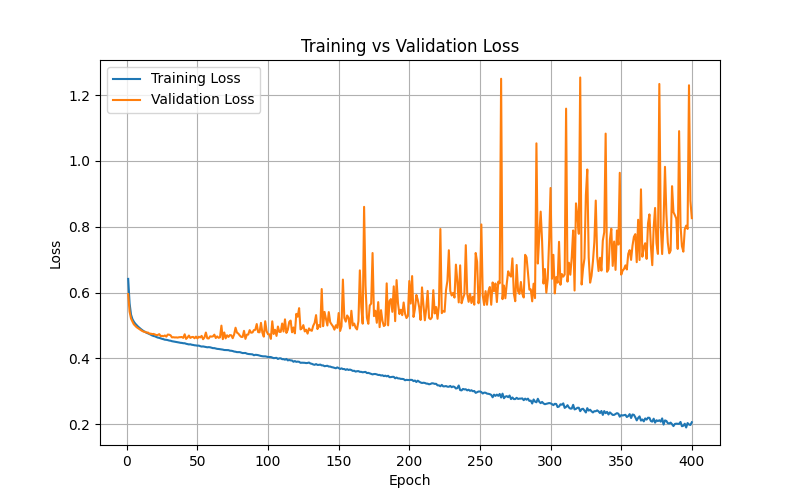 Training vs Validation Loss
Training Loss
Validation Loss
1.2
1.0
0.8
0.6
0.4
0.2
Loss
0 50 100 150 200 250 300 350 400
Epoch